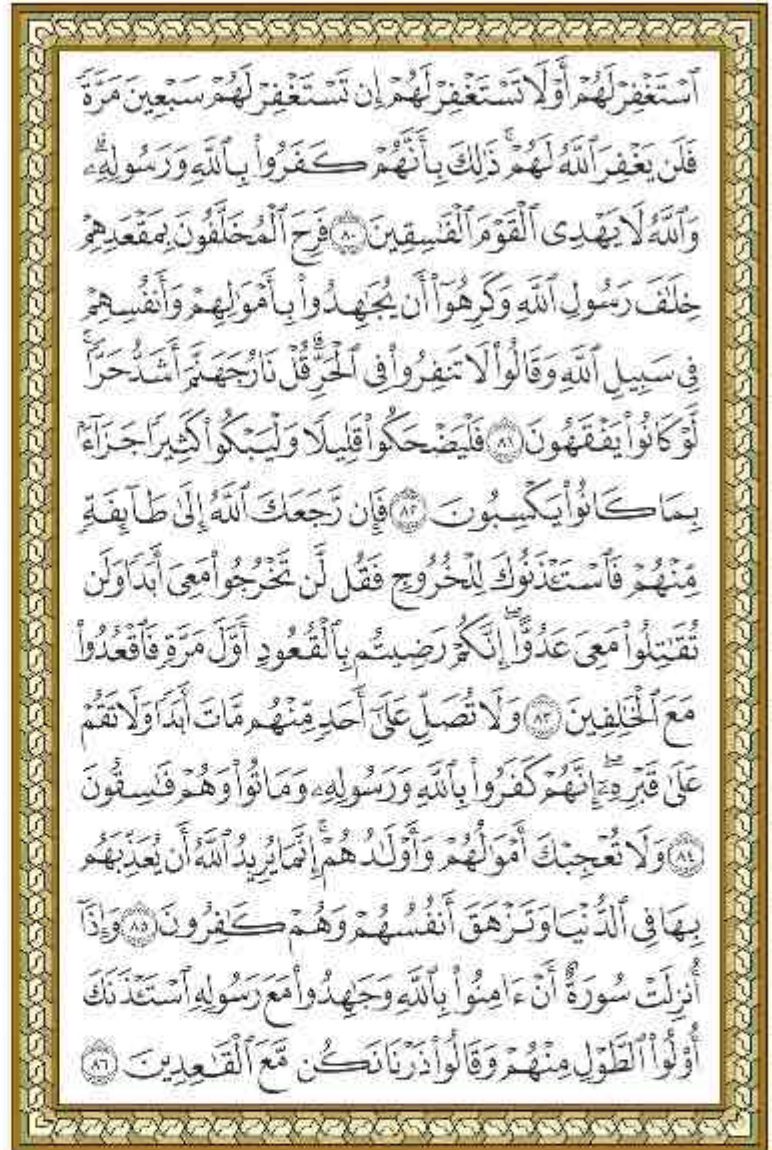 ٱسْتَغْفِرْ لَهُمْ أَوْ لَا تَسْتَغْفِرْ لَهُمْ إِن تَسْتَغْفِرْ لَهُمْ سَبْعِينَ مَرَّةً
فَلَن يَغْفِرَ ٱللَّهُ لَهُمْ ۚ ذَٰلِكَ بِأَنَّهُمْ كَفَرُوا۟ بِٱللَّهِ وَرَسُولِهِۦ ۗ
وَٱللَّهُ لَا يَهْدِى ٱلْقَوْمَ ٱلْفَٰسِقِينَ ٨٠ فَرِحَ ٱلْمُخَلَّفُونَ بِمَقْعَدِهِمْ
خِلَٰفَ رَسُولِ ٱللَّهِ وَكَرِهُوٓا۟ أَن يُجَٰهِدُوا۟ بِأَمْوَٰلِهِمْ وَأَنفُسِهِمْ
فِى سَبِيلِ ٱللَّهِ وَقَالُوا۟ لَا تَنفِرُوا۟ فِى ٱلْحَرِّ ۗ قُلْ نَارُ جَهَنَّمَ أَشَدُّ حَرًّا ۚ
لَّوْ كَانُوا۟ يَفْقَهُونَ ٨١ فَلْيَضْحَكُوا۟ قَلِيلًا وَلْيَبْكُوا۟ كَثِيرًا جَزَآءًۢ
بِمَا كَانُوا۟ يَكْسِبُونَ ٨٢ فَإِن رَّجَعَكَ ٱللَّهُ إِلَىٰ طَآئِفَةٍ
مِّنْهُمْ فَٱسْتَـْٔذَنُوكَ لِلْخُرُوجِ فَقُل لَّن تَخْرُجُوا۟ مَعِىَ أَبَدًا وَلَن
تُقَٰتِلُوا۟ مَعِىَ عَدُوًّا ۖ إِنَّكُمْ رَضِيتُم بِٱلْقُعُودِ أَوَّلَ مَرَّةٍ فَٱقْعُدُوا۟
مَعَ ٱلْخَٰلِفِينَ ٨٣ وَلَا تُصَلِّ عَلَىٰٓ أَحَدٍ مِّنْهُم مَّاتَ أَبَدًا وَلَا تَقُمْ
عَلَىٰ قَبْرِهِۦٓ ۖ إِنَّهُمْ كَفَرُوا۟ بِٱللَّهِ وَرَسُولِهِۦ وَمَاتُوا۟ وَهُمْ فَٰسِقُونَ
٨٤ وَلَا تُعْجِبْكَ أَمْوَٰلُهُمْ وَأَوْلَٰدُهُمْ ۚ إِنَّمَا يُرِيدُ ٱللَّهُ أَن يُعَذِّبَهُم
بِهَا فِى ٱلدُّنْيَا وَتَزْهَقَ أَنفُسُهُمْ وَهُمْ كَٰفِرُونَ ٨٥ وَإِذَآ
أُنزِلَتْ سُورَةٌ أَنْ ءَامِنُوا۟ بِٱللَّهِ وَجَٰهِدُوا۟ مَعَ رَسُولِهِ ٱسْتَـْٔذَنَكَ
أُو۟لُوا۟ ٱلطَّوْلِ مِنْهُمْ وَقَالُوا۟ ذَرْنَا نَكُن مَّعَ ٱلْقَٰعِدِينَ ٨٦